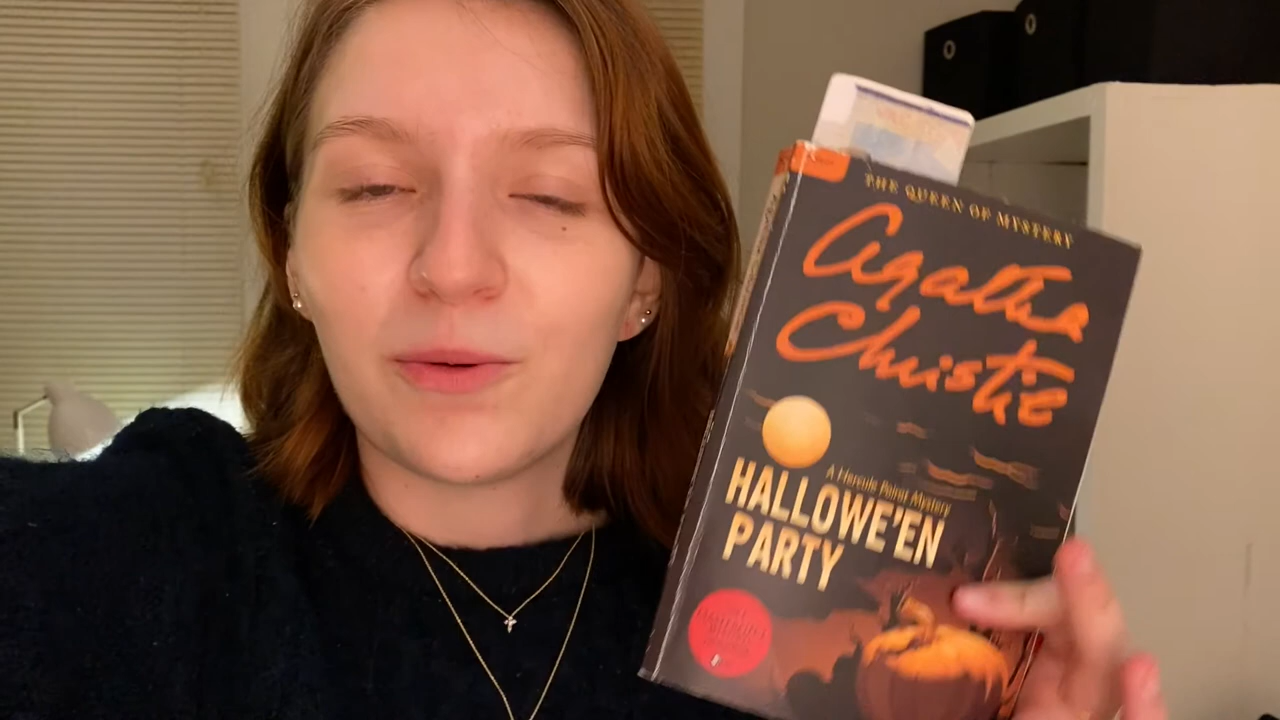 THE QUEEN OF MYSTERY
Agatha
Christie
A Hercule Poirot Mystery
HALLOWE'EN
PARTY